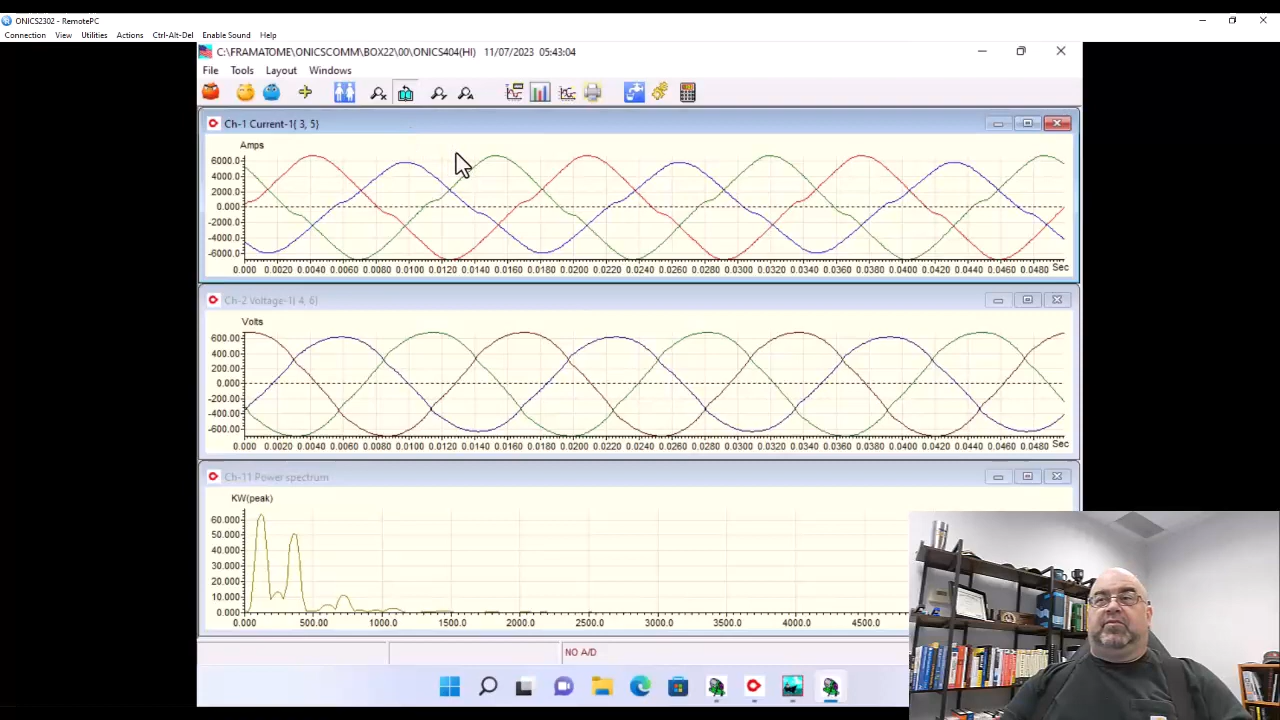 ONICS2302 - RemotePC
Connection View Utilities Actions Ctrl-Alt-Del Enable Sound Help
C:\FRAMATOME\ONICSCOMM\BOX22\00\ONICS404(HI) 11/07/2023 05:43:04
File Tools Layout Windows
Ch-1 Current-1{ 3, 5}
Amps
6000.0
4000.0
2000.0
0.000
-2000.0
-4000.0
-6000.0
0.000 0.0020 0.0040 0.0060 0.0080 0.0100 0.0120 0.0140 0.0160 0.0180 0.0200 0.0220 0.0240 0.0260 0.0280 0.0300 0.0320 0.0340 0.0360 0.0380 0.0400 0.0420 0.0440 0.0460 0.0480 Sec
Ch-2 Voltage-1{ 4, 6}
Volts
600.00
400.00
200.00
0.000
-200.00
-400.00
-600.00
0.000 0.0020 0.0040 0.0060 0.0080 0.0100 0.0120 0.0140 0.0160 0.0180 0.0200 0.0220 0.0240 0.0260 0.0280 0.0300 0.0320 0.0340 0.0360 0.0380 0.0400 0.0420 0.0440 0.0460 0.0480 Sec
Ch-11 Power spectrum
KW(peak)
60.000
50.000
40.000
30.000
20.000
10.000
0.000
0.000 500.00 1000.0 1500.0 2000.0 2500.0 3000.0 3500.0 4000.0 4500.0
NO A/D